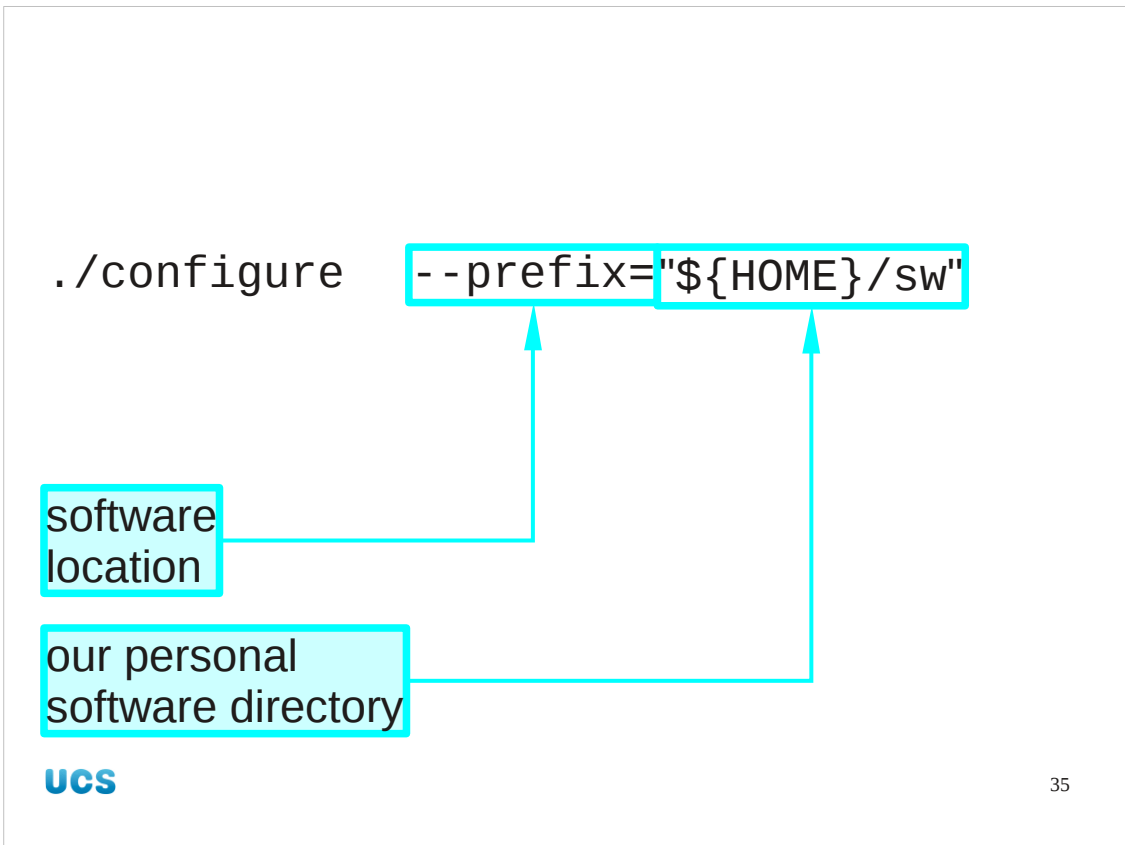 ./configure --prefix="${HOME}/sw"
software
location
our personal
software directory
UCS
35